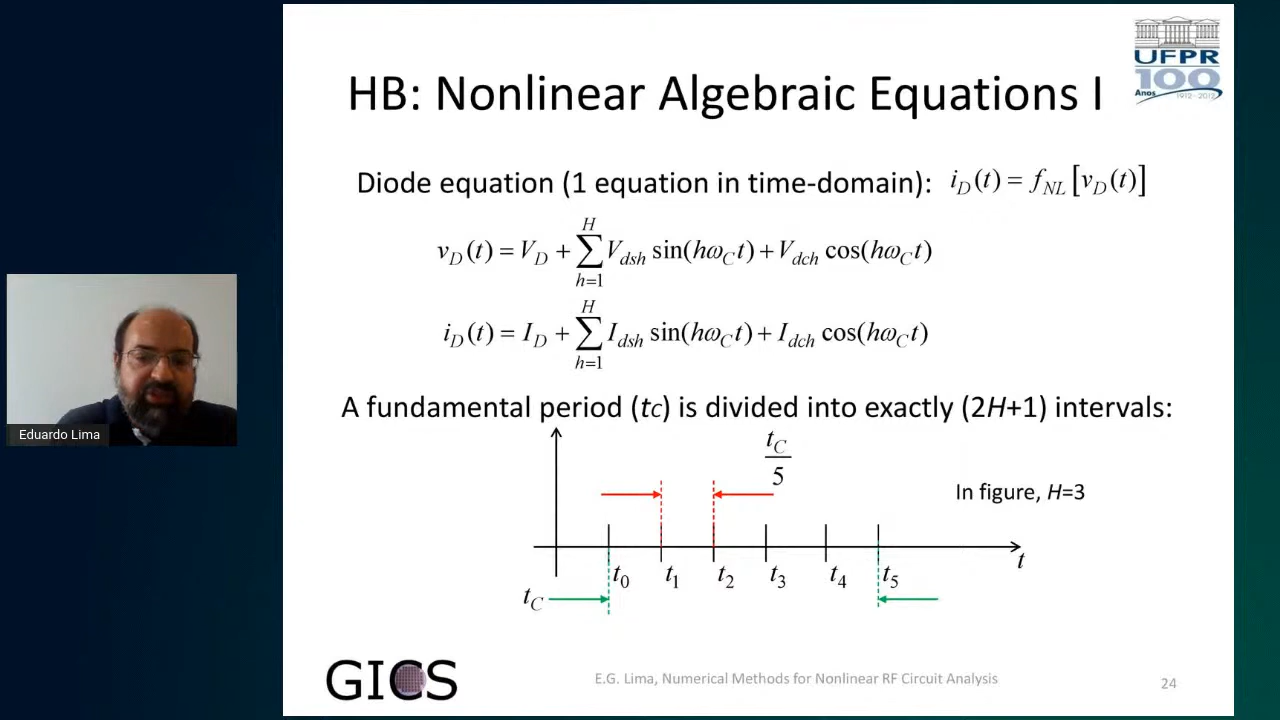 UFPR
100
Anos 1912-2012
HB: Nonlinear Algebraic Equations I
Diode equation (1 equation in time-domain): i_D(t) = f_NL [v_D(t)]
v_D(t) = V_D + ∑_{h=1}^{H} V_dsh sin(hω_C t) + V_dch cos(hω_C t)
i_D(t) = I_D + ∑_{h=1}^{H} I_dsh sin(hω_C t) + I_dch cos(hω_C t)
A fundamental period (tc) is divided into exactly (2H+1) intervals:
t_C
5
In figure, H=3
t
t_0 t_1 t_2 t_3 t_4 t_5
t_C
Eduardo Lima
GICS
E.G. Lima, Numerical Methods for Nonlinear RF Circuit Analysis
24